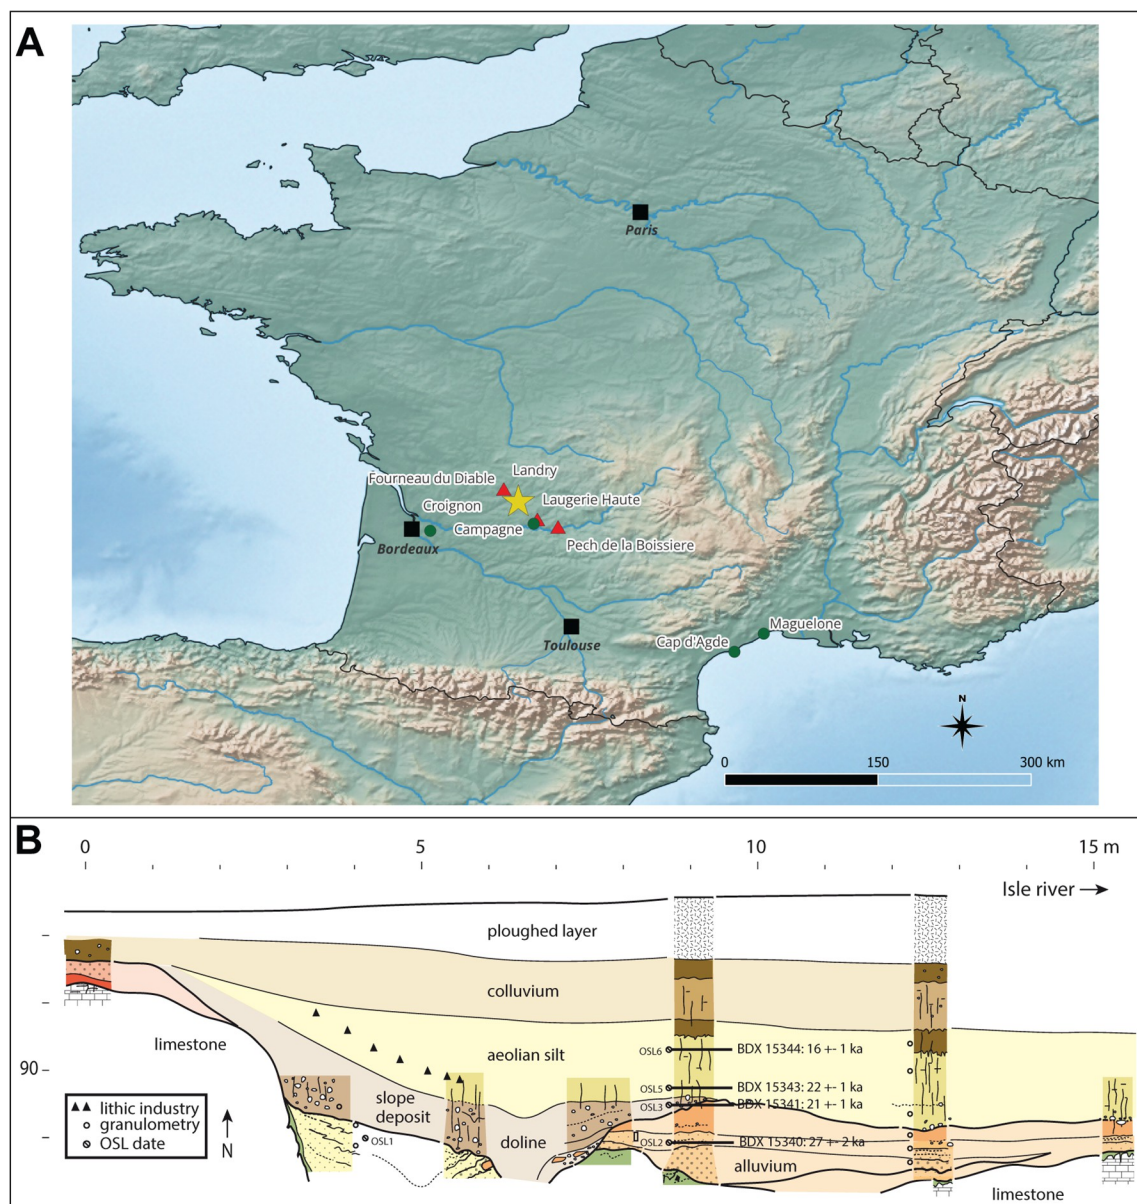 A
Paris
Landry
Fourneau du Diable
Laugerie Haute
Croignon
Campagne
Bordeaux
Pech de la Boissiere
Maguelone
Toulouse
Cap d'Agde
N
0 150 300 km
B
0 5 10 15 m
Isle river
ploughed layer
colluvium
limestone
aeolian silt
OSL6 BDX 15344: 16 +- 1 ka
90
OSL5 BDX 15343: 22 +- 1 ka
lithic industry
slope
deposit
OSL3 BDX 15341: 21 +- 1 ka
granulometry
OSL date
N
OSL1
doline
OSL2 BDX 15340: 27 +- 2 ka
alluvium
limestone